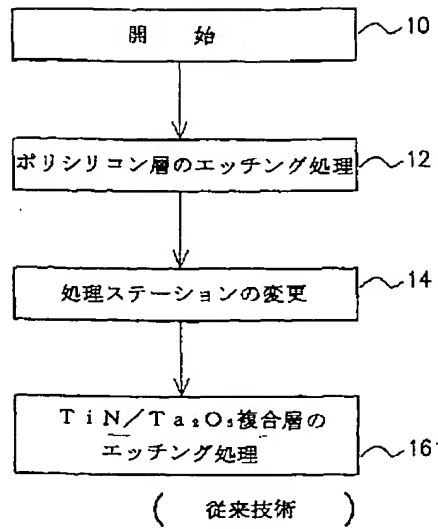 開 始
10
ポリシリコン層のエッチング処理
12
処理ステーションの変更
14
TiN/Ta₂O₅複合層の
エッチング処理
16
( 従来技術 )